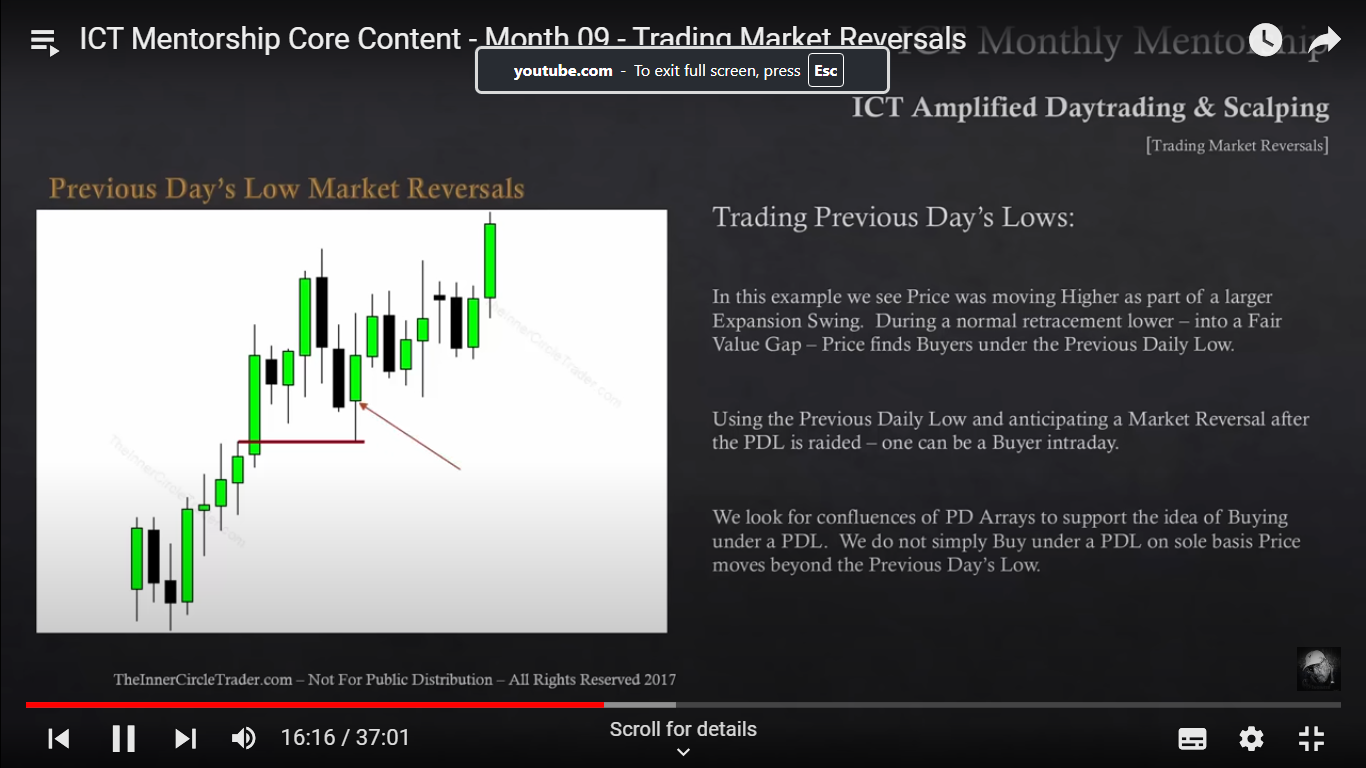 ICT Mentorship Core Content - Month 09 - Trading Market Reversals
ICT Monthly Mentorship
youtube.com - To exit full screen, press Esc
ICT Amplified Daytrading & Scalping
[Trading Market Reversals]
Previous Day's Low Market Reversals
TheInnerCircleTrader.com
TheInnerCircleTrader.com
Trading Previous Day's Lows:
In this example we see Price was moving Higher as part of a larger
Expansion Swing. During a normal retracement lower – into a Fair
Value Gap – Price finds Buyers under the Previous Daily Low.
Using the Previous Daily Low and anticipating a Market Reversal after
the PDL is raided – one can be a Buyer intraday.
We look for confluences of PD Arrays to support the idea of Buying
under a PDL. We do not simply Buy under a PDL on sole basis Price
moves beyond the Previous Day's Low.
TheInnerCircleTrader.com – Not For Public Distribution – All Rights Reserved 2017
16:16 / 37:01
Scroll for details